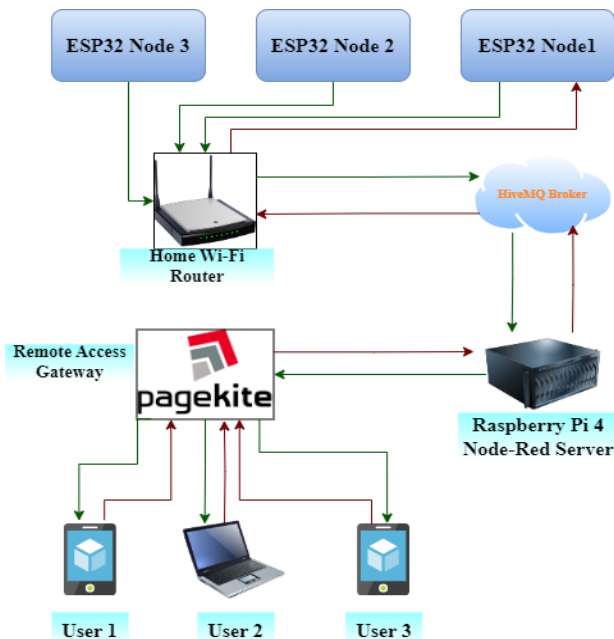 ESP32 Node 3
ESP32 Node 2
ESP32 Node1
HiveMQ Broker
Home Wi-Fi
Router
Remote Access
Gateway
pagekite
Raspberry Pi 4
Node-Red Server
User 1
User 2
User 3